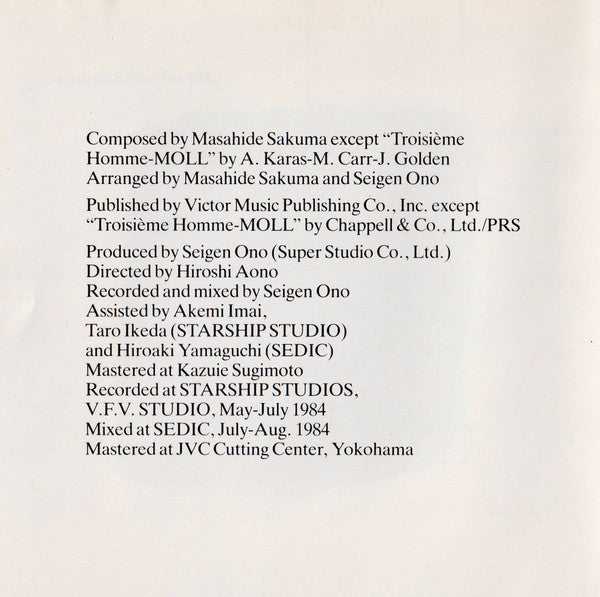 Composed by Masahide Sakuma except “Troisième
Homme-MOLL” by A. Karas-M. Carr-J. Golden
Arranged by Masahide Sakuma and Seigen Ono
Published by Victor Music Publishing Co., Inc. except
“Troisième Homme-MOLL” by Chappell & Co., Ltd./PRS
Produced by Seigen Ono (Super Studio Co., Ltd.)
Directed by Hiroshi Aono
Recorded and mixed by Seigen Ono
Assisted by Akemi Imai,
Taro Ikeda (STARSHIP STUDIO)
and Hiroaki Yamaguchi (SEDIC)
Mastered at Kazuie Sugimoto
Recorded at STARSHIP STUDIOS,
V.F.V. STUDIO, May-July 1984
Mixed at SEDIC, July-Aug. 1984
Mastered at JVC Cutting Center, Yokohama